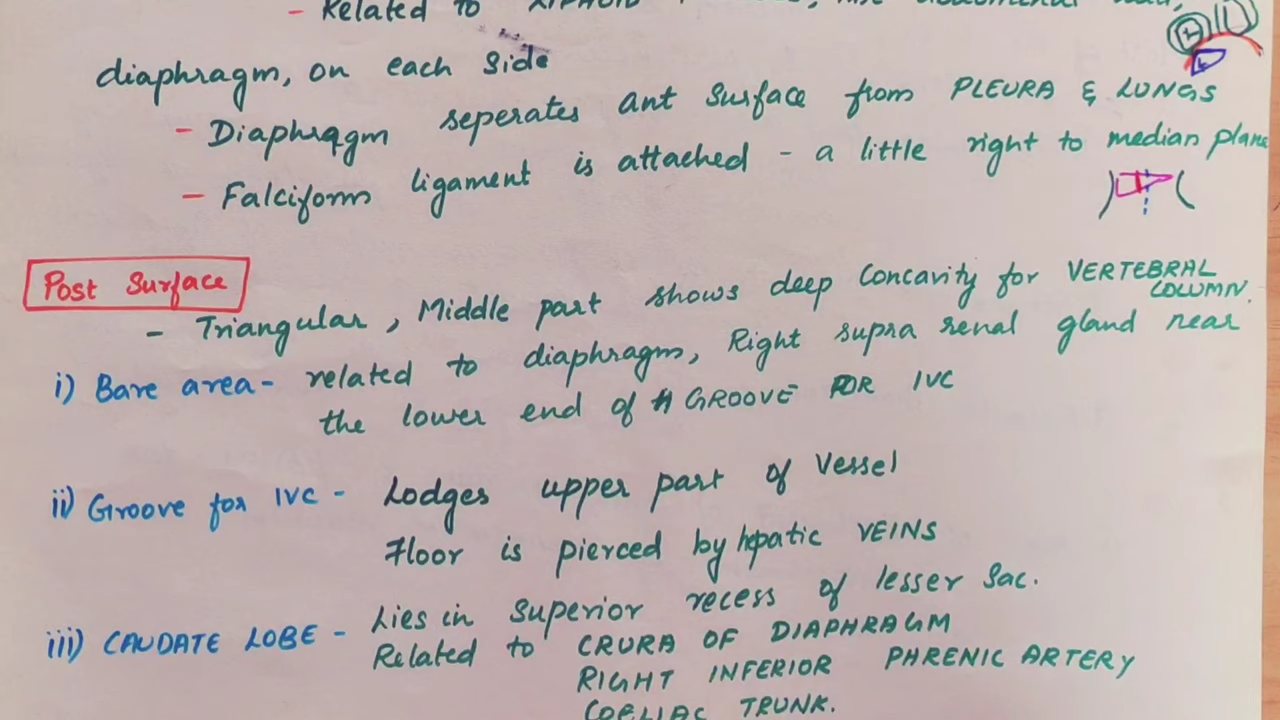 - Related to XIPHOID
diaphragm, on each side
- Diaphragm seperates ant surface from PLEURA & LUNGS
- Falciform ligament is attached - a little right to median plane
Post Surface
- Triangular, Middle part shows deep concavity for VERTEBRAL
COLUMN.
i) Bare area - related to diaphragm, Right supra renal gland near
the lower end of GROOVE FOR IVC
ii) Groove for IVC - Lodges upper part of Vessel
Floor is pierced by hepatic VEINS
iii) CAUDATE LOBE - Lies in Superior recess of lesser Sac.
Related to CRURA OF DIAPHRAGM
RIGHT INFERIOR PHRENIC ARTERY
COELIAC TRUNK.